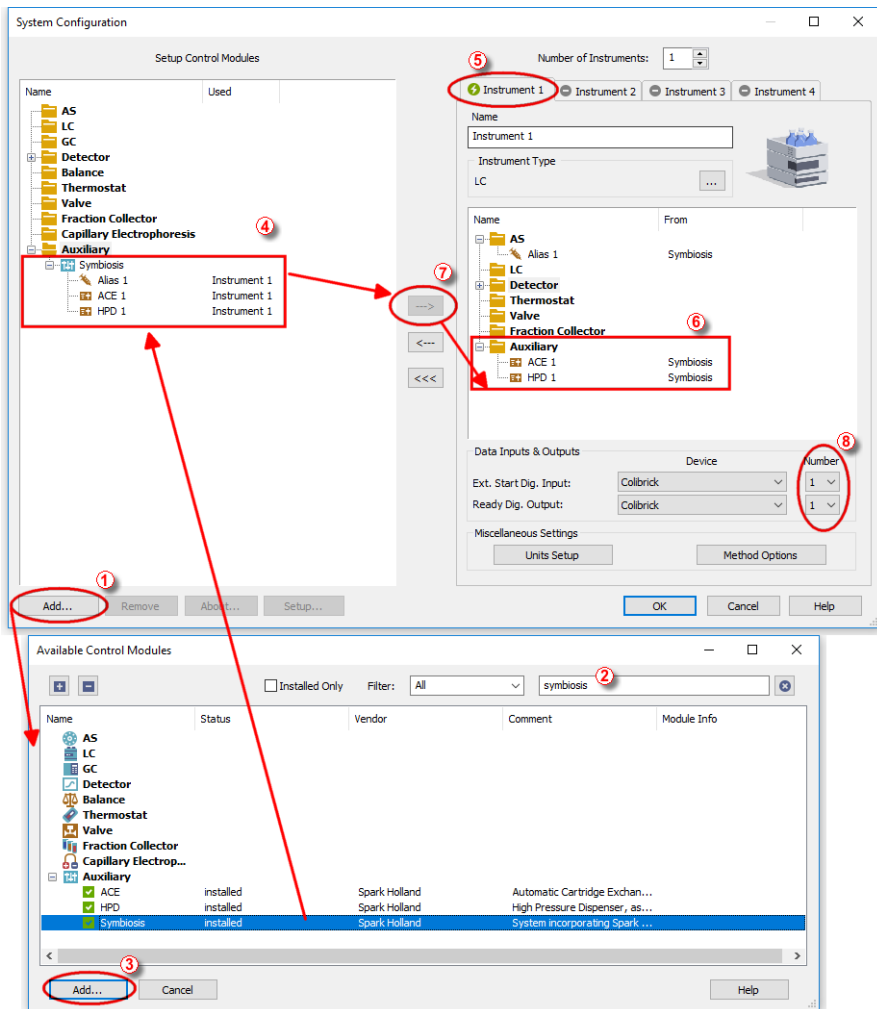 System Configuration
Setup Control Modules
Number of Instruments: 1
5
Name Used
AS
LC
GC
Detector
Balance
Thermostat
Valve
Fraction Collector
Capillary Electrophoresis
4
Auxiliary
Symbiosis
Alias 1 Instrument 1
ACE 1 Instrument 1
HPD 1 Instrument 1
7
--->
<---
<<<
Instrument 1 Instrument 2 Instrument 3 Instrument 4
Name
Instrument 1
Instrument Type
LC ...
Name From
AS
Alias 1 Symbiosis
LC
Detector
Thermostat
Valve
Fraction Collector
6
Auxiliary
ACE 1 Symbiosis
HPD 1 Symbiosis
8
Data Inputs & Outputs
Device Number
Ext. Start Dig. Input: Colibrick 1
Ready Dig. Output: Colibrick 1
Miscellaneous Settings
Units Setup Method Options
1
Add... Remove About... Setup... OK Cancel Help
Available Control Modules
Installed Only Filter: All symbiosis 2
Name Status Vendor Comment Module Info
AS
LC
GC
Detector
Balance
Thermostat
Valve
Fraction Collector
Capillary Electrop...
Auxiliary
ACE installed Spark Holland Automatic Cartridge Exchan...
HPD installed Spark Holland High Pressure Dispenser, as...
Symbiosis installed Spark Holland System incorporating Spark ...
3
Add... Cancel Help